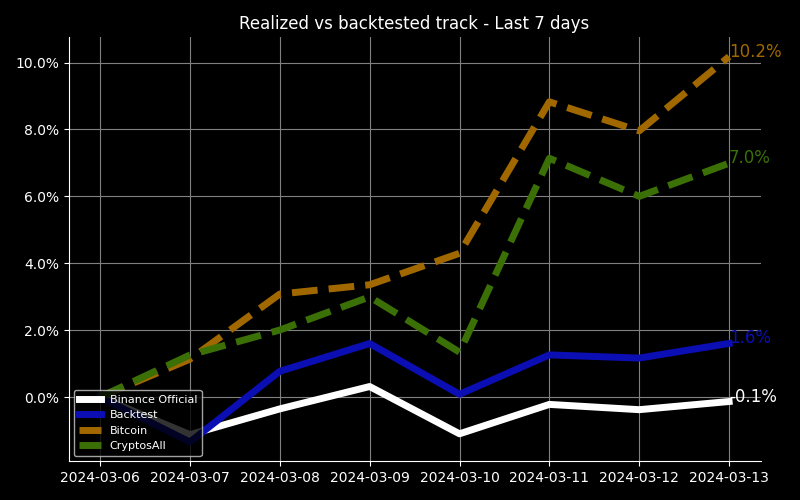 Realized vs backtested track - Last 7 days
10.0%
8.0%
6.0%
4.0%
2.0%
0.0%
10.2%
7.0%
1.6%
-0.1%
Binance Official
Backtest
Bitcoin
CryptosAll
2024-03-06 2024-03-07 2024-03-08 2024-03-09 2024-03-10 2024-03-11 2024-03-12 2024-03-13